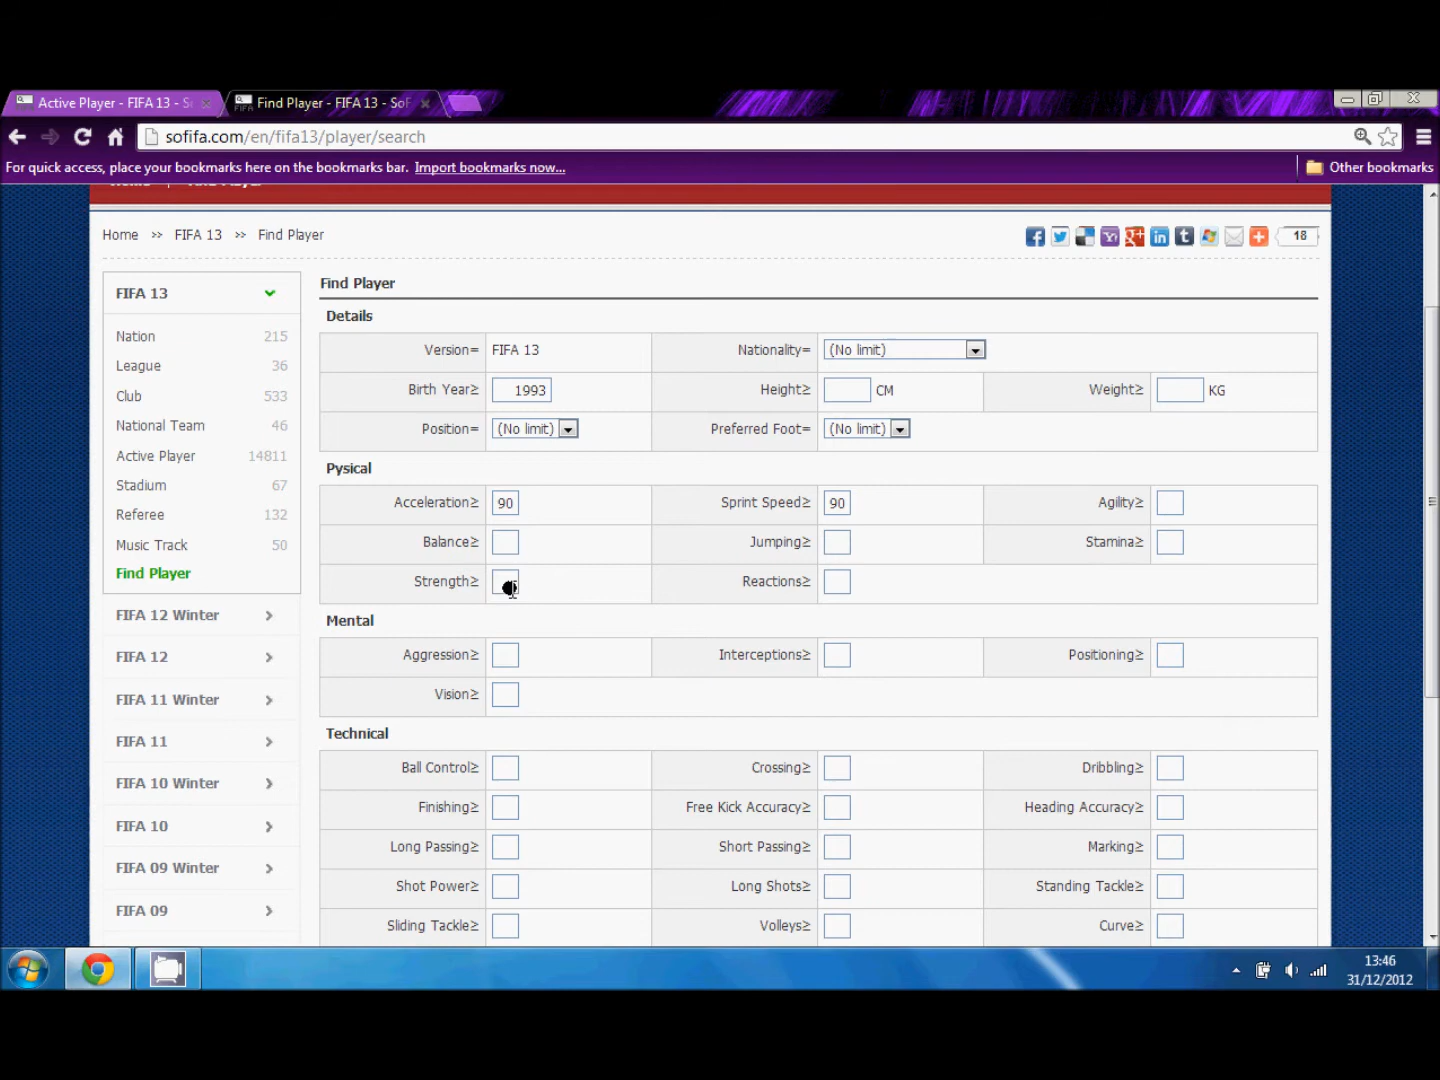 Active Player - FIFA 13 - S
Find Player - FIFA 13 - SoF
sofifa.com/en/fifa13/player/search
For quick access, place your bookmarks here on the bookmarks bar. Import bookmarks now...
Other bookmarks
Home >> FIFA 13 >> Find Player
18
FIFA 13
Nation 215
League 36
Club 533
National Team 46
Active Player 14811
Stadium 67
Referee 132
Music Track 50
Find Player
FIFA 12 Winter
FIFA 12
FIFA 11 Winter
FIFA 11
FIFA 10 Winter
FIFA 10
FIFA 09 Winter
FIFA 09
Find Player
Details
Version= FIFA 13 Nationality= (No limit)
Birth Year≥ 1993 Height≥ CM Weight≥ KG
Position= (No limit) Preferred Foot= (No limit)
Pysical
Acceleration≥ 90 Sprint Speed≥ 90 Agility≥
Balance≥ Jumping≥ Stamina≥
Strength≥ Reactions≥
Mental
Aggression≥ Interceptions≥ Positioning≥
Vision≥
Technical
Ball Control≥ Crossing≥ Dribbling≥
Finishing≥ Free Kick Accuracy≥ Heading Accuracy≥
Long Passing≥ Short Passing≥ Marking≥
Shot Power≥ Long Shots≥ Standing Tackle≥
Sliding Tackle≥ Volleys≥ Curve≥
13:46
31/12/2012